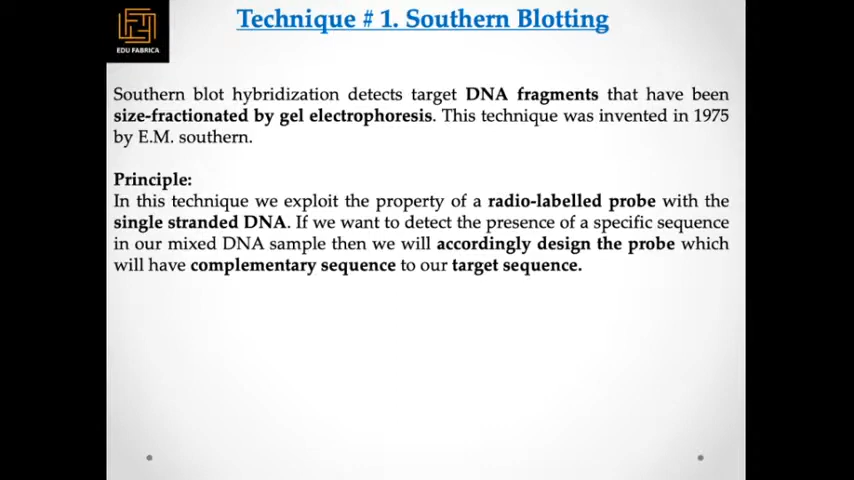 Technique # 1. Southern Blotting
EDU FABRICA
Southern blot hybridization detects target DNA fragments that have been
size-fractionated by gel electrophoresis. This technique was invented in 1975
by E.M. southern.
Principle:
In this technique we exploit the property of a radio-labelled probe with the
single stranded DNA. If we want to detect the presence of a specific sequence
in our mixed DNA sample then we will accordingly design the probe which
will have complementary sequence to our target sequence.